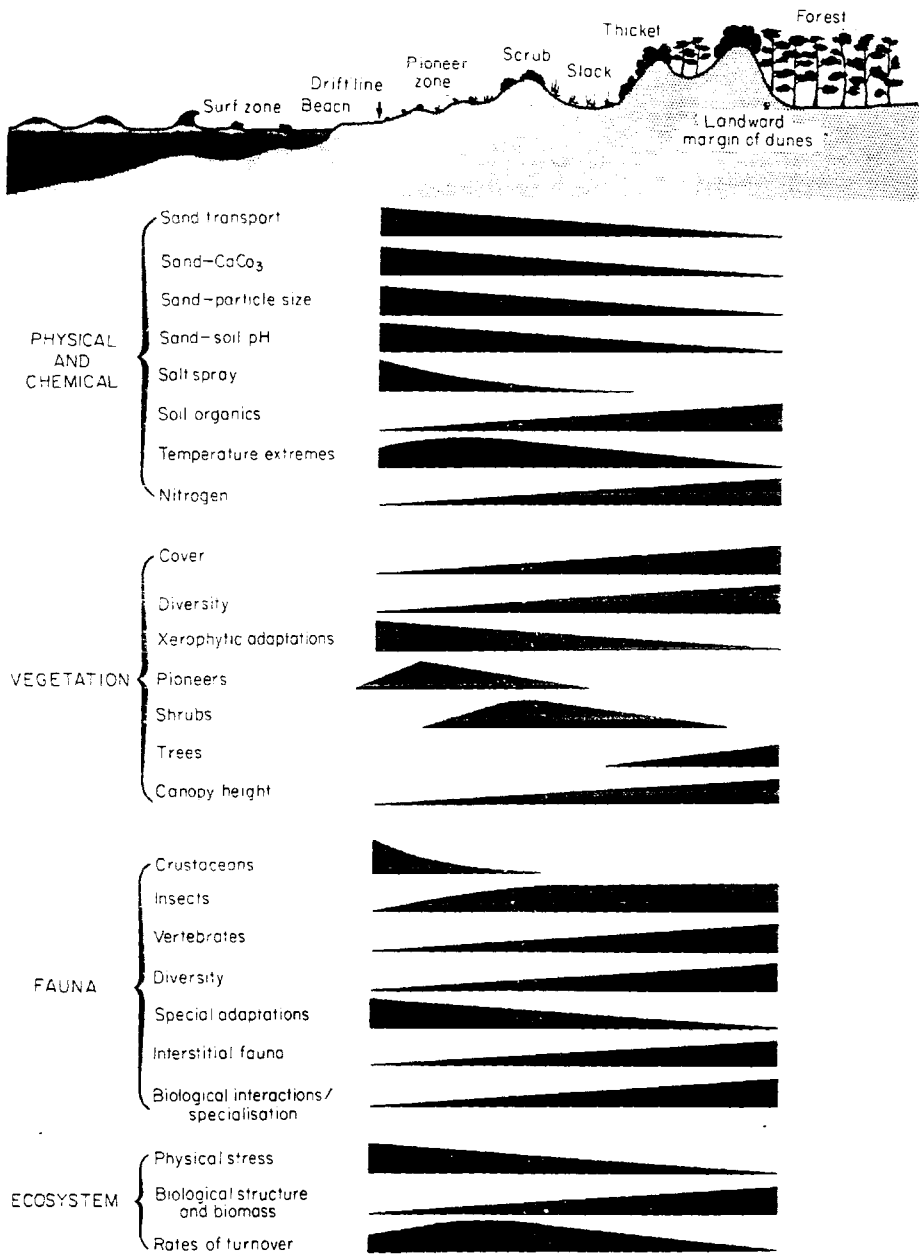 Forest
Thicket
Scrub
Pioneer
zone
Slack
Driftline
Beach
Surf zone
Landward
margin of dunes
PHYSICAL
AND
CHEMICAL
Sand transport
Sand-CaCo3
Sand-particle size
Sand-soil pH
Salt spray
Soil organics
Temperature extremes
Nitrogen
VEGETATION
Cover
Diversity
Xerophytic adaptations
Pioneers
Shrubs
Trees
Canopy height
FAUNA
Crustaceans
Insects
Vertebrates
Diversity
Special adaptations
Interstitial fauna
Biological interactions/
specialisation
ECOSYSTEM
Physical stress
Biological structure
and biomass
Rates of turnover